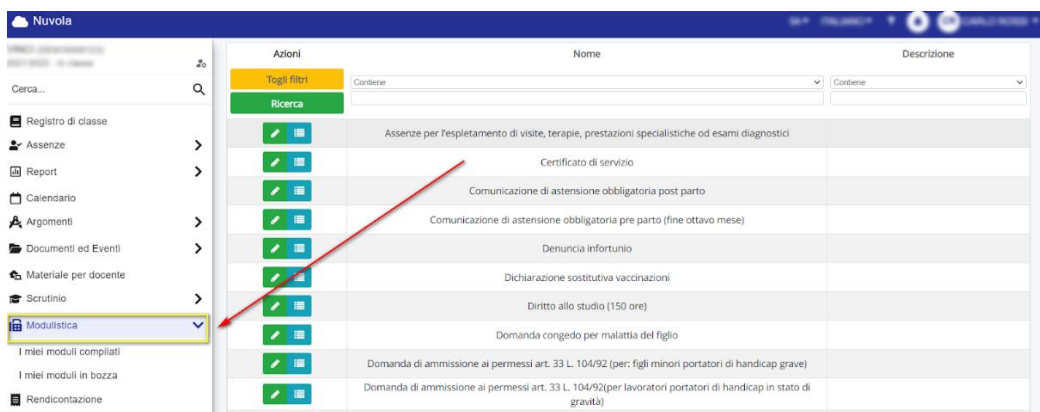 Nuvola
ITALIANO
Cerca...
Registro di classe
Assenze
Report
Calendario
Argomenti
Documenti ed Eventi
Materiale per docente
Scrutinio
Modulistica
I miei moduli compilati
I miei moduli in bozza
Rendicontazione
Azioni
Nome
Descrizione
Togli filtri
Contiene
Contiene
Ricerca
Assenze per l'espletamento di visite, terapie, prestazioni specialistiche od esami diagnostici
Certificato di servizio
Comunicazione di astensione obbligatoria post parto
Comunicazione di astensione obbligatoria pre parto (fine ottavo mese)
Denuncia infortunio
Dichiarazione sostitutiva vaccinazioni
Diritto allo studio (150 ore)
Domanda congedo per malattia del figlio
Domanda di ammissione ai permessi art. 33 L. 104/92 (per: figli minori portatori di handicap grave)
Domanda di ammissione ai permessi art. 33 L. 104/92(per lavoratori portatori di handicap in stato di
gravità)